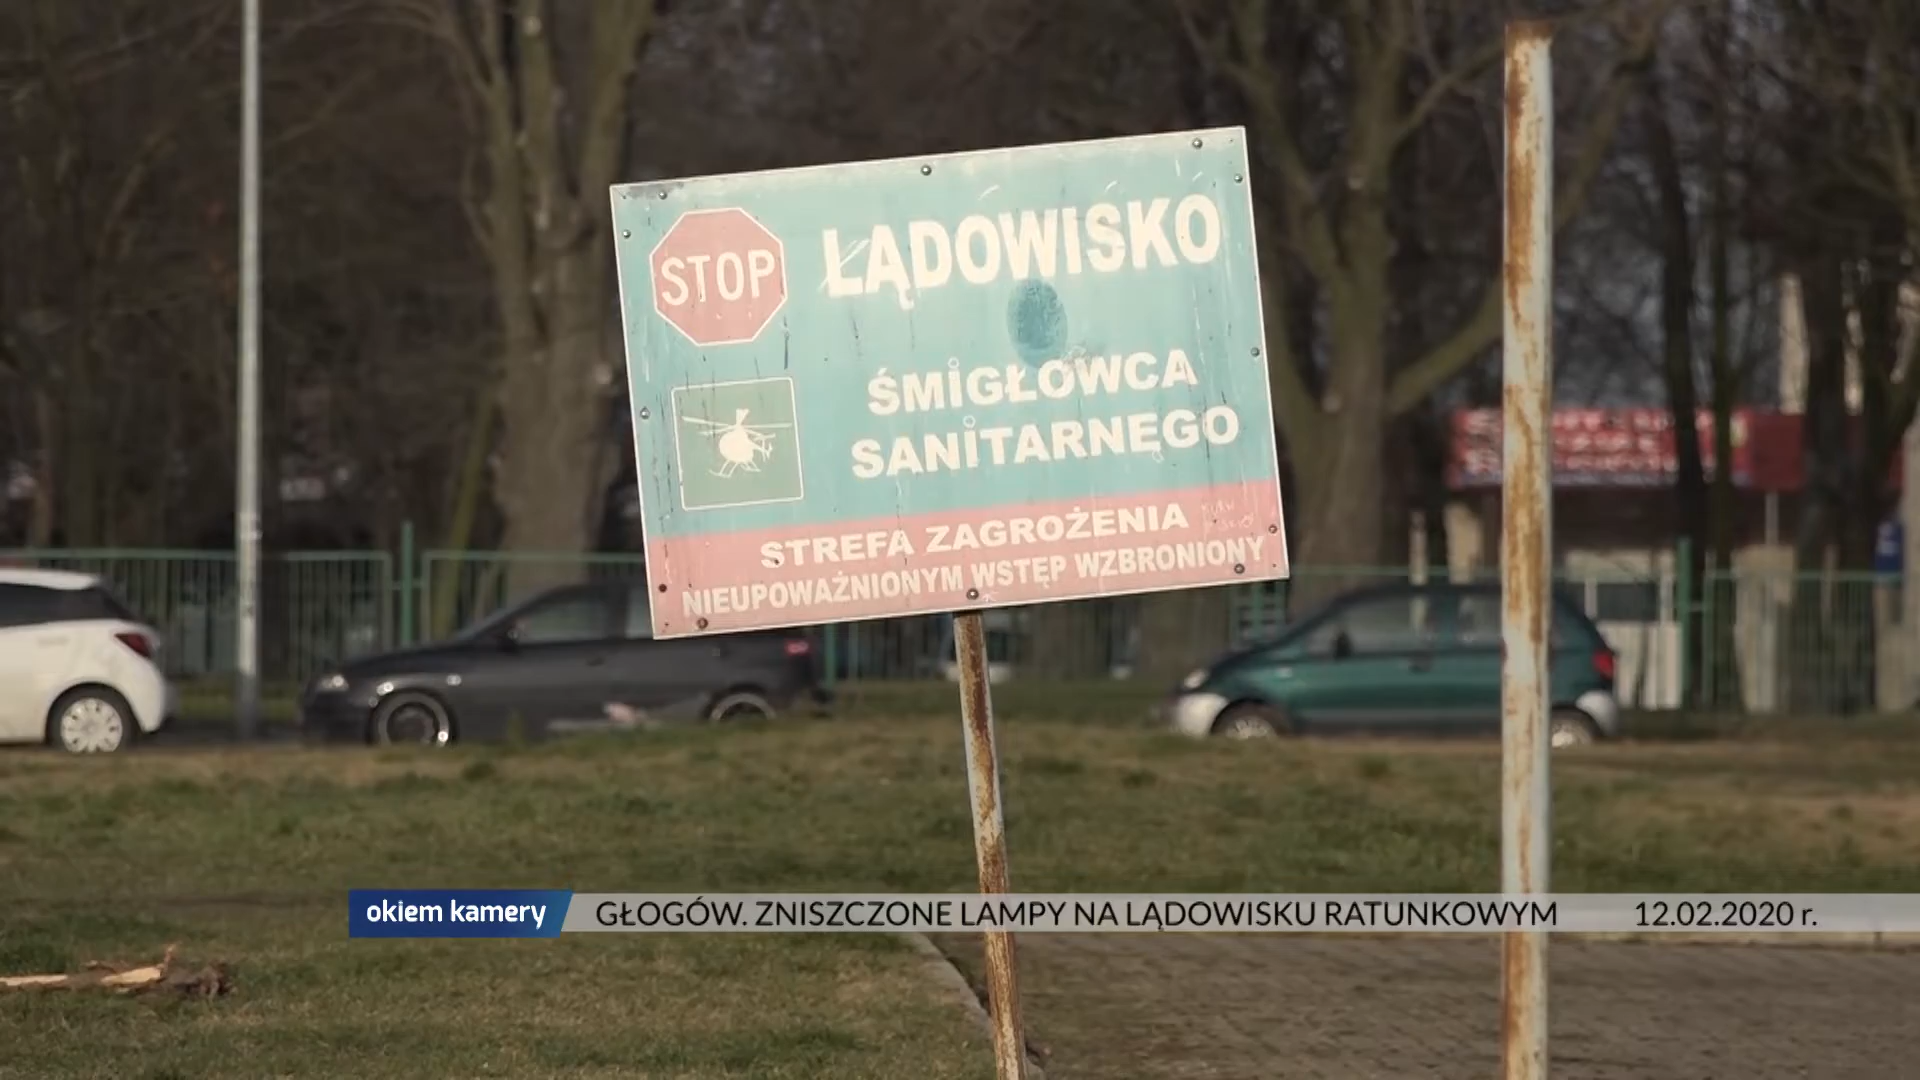 STOP
LĄDOWISKO
ŚMiGŁOWCA
SANiTARNEGO
STREFA ZAGROŻENIA
NIEUPOWAŻNIONYM WSTĘP WZBRONIONY
okiem kamery
GŁOGÓW. ZNISZCZONE LAMPY NA LĄDOWISKU RATUNKOWYM
12.02.2020 r.